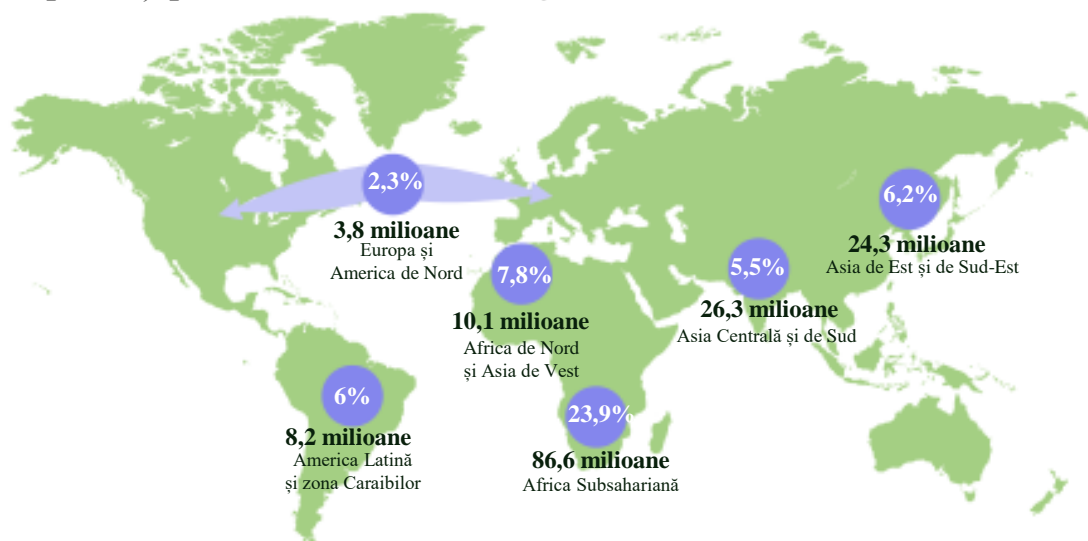 2,3%
3,8 milioane
Europa și
America de Nord
7,8%
10,1 milioane
Africa de Nord
și Asia de Vest
5,5%
26,3 milioane
Asia Centrală și de Sud
6,2%
24,3 milioane
Asia de Est și de Sud-Est
6%
8,2 milioane
America Latină
și zona Caraibilor
23,9%
86,6 milioane
Africa Subsahariană